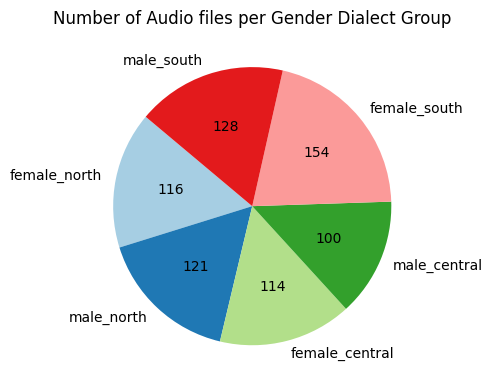 Number of Audio files per Gender Dialect Group
male_south
female_south
128
154
female_north
116
100
male_central
121
114
male_north
female_central